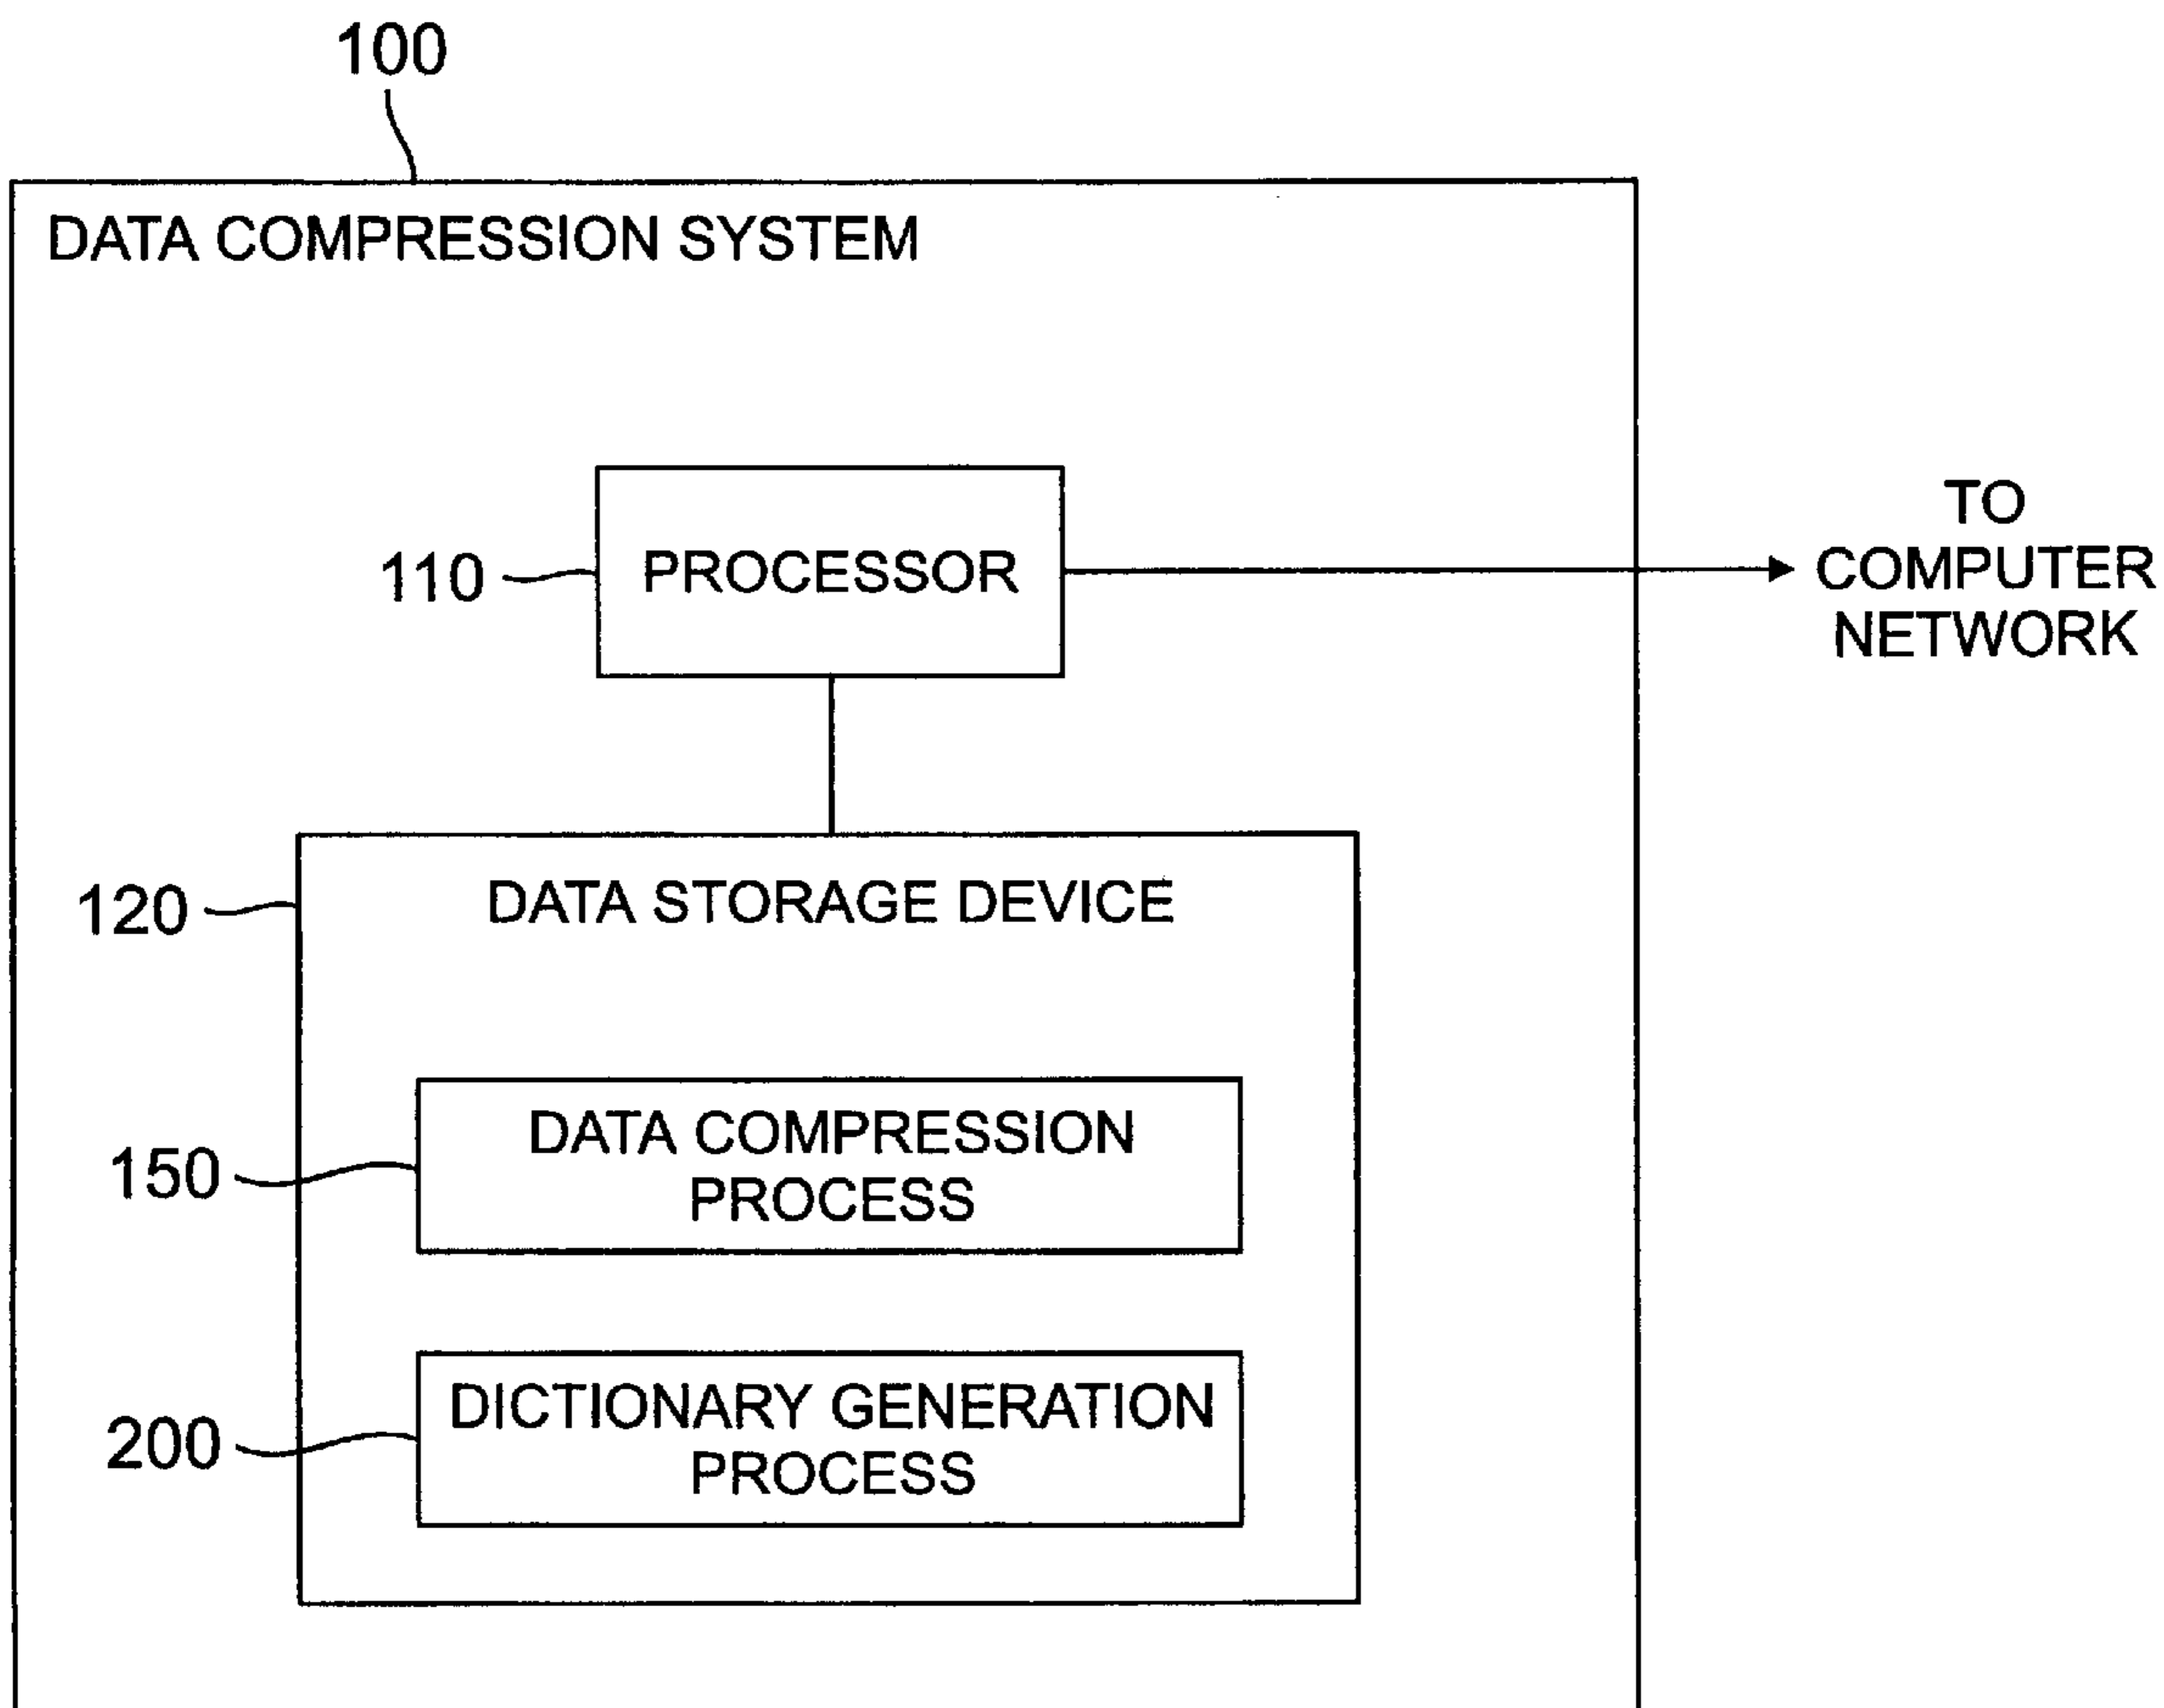 100
DATA COMPRESSION SYSTEM
110
PROCESSOR
TO
COMPUTER
NETWORK
120
DATA STORAGE DEVICE
150
DATA COMPRESSION
PROCESS
200
DICTIONARY GENERATION
PROCESS